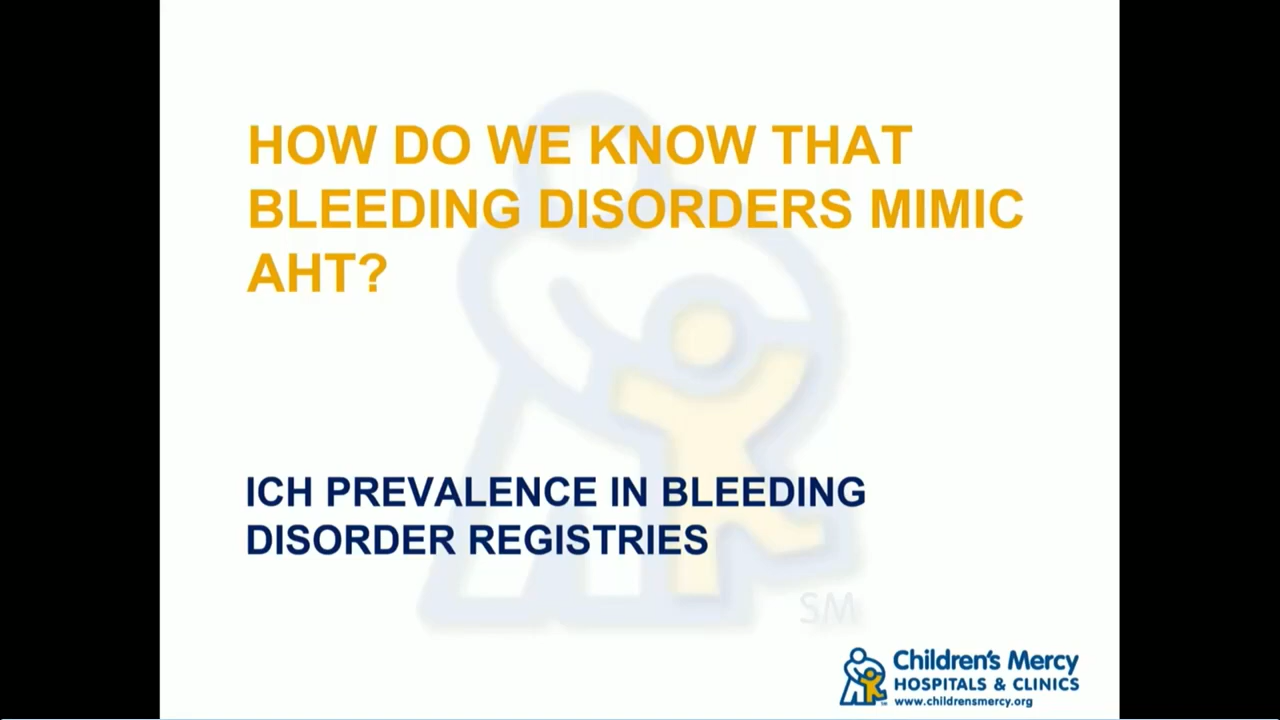 HOW DO WE KNOW THAT
BLEEDING DISORDERS MIMIC
AHT?
ICH PREVALENCE IN BLEEDING
DISORDER REGISTRIES
SM
Children's Mercy
HOSPITALS & CLINICS
www.childrensmercy.org